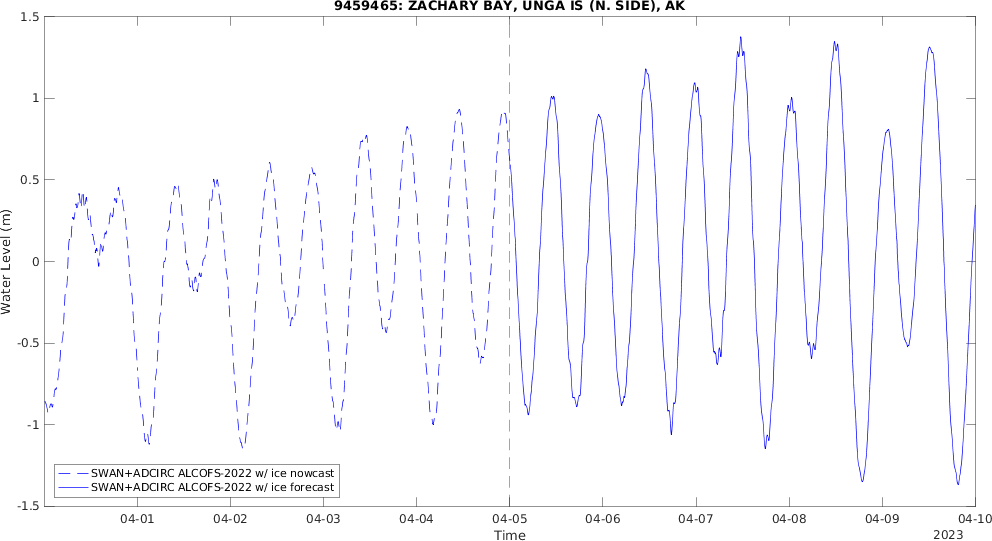 9459465: ZACHARY BAY, UNGA IS (N. SIDE), AK
1.5
1
0.5
0
-0.5
-1
-1.5
Water Level (m)
SWAN+ADCIRC ALCOFS-2022 w/ ice nowcast
SWAN+ADCIRC ALCOFS-2022 w/ ice forecast
04-01 04-02 04-03 04-04 04-05 04-06 04-07 04-08 04-09 04-10
Time
2023